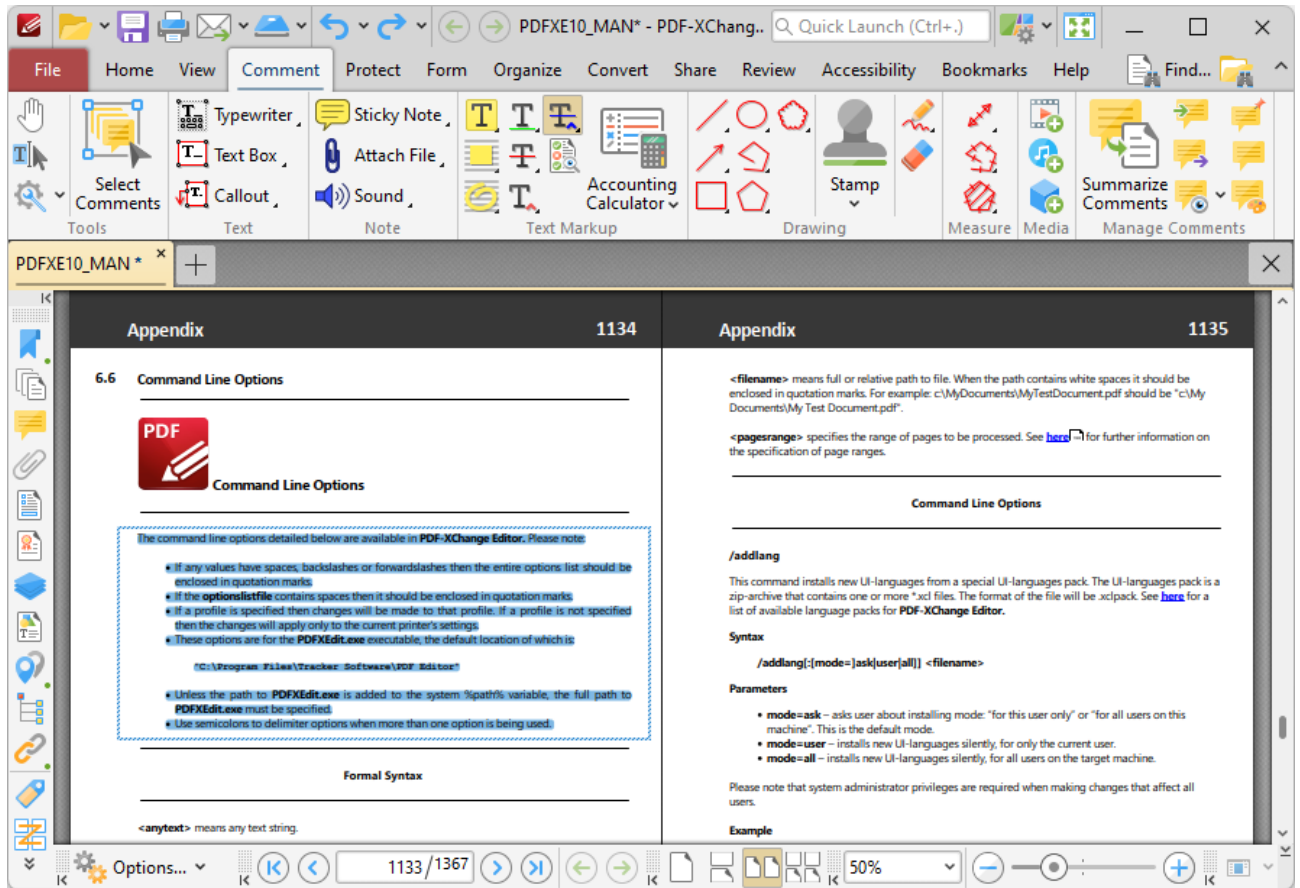 PDFXE10_MAN* - PDF-XChang..
Quick Launch (Ctrl+.)
File Home View Comment Protect Form Organize Convert Share Review Accessibility Bookmarks Help Find...
Select Comments
Tools
Typewriter
Text Box
Callout
Text
Sticky Note
Attach File
Sound
Note
Accounting
Calculator
Text Markup
Stamp
Drawing
Measure
Media
Summarize
Comments
Manage Comments
PDFXE10_MAN *
Appendix 1134
6.6 Command Line Options
PDF
Command Line Options
The command line options detailed below are available in PDF-XChange Editor. Please note:
• If any values have spaces, backslashes or forwardslashes then the entire options list should be
enclosed in quotation marks.
• If the optionslistfile contains spaces then it should be enclosed in quotation marks.
• If a profile is specified then changes will be made to that profile. If a profile is not specified
then the changes will apply only to the current printer's settings.
• These options are for the PDFXEdit.exe executable, the default location of which is:
"C:\Program Files\Tracker Software\PDF Editor"
• Unless the path to PDFXEdit.exe is added to the system %path% variable, the full path to
PDFXEdit.exe must be specified.
• Use semicolons to delimiter options when more than one option is being used.
Formal Syntax
<anytext> means any text string.
Appendix 1135
<filename> means full or relative path to file. When the path contains white spaces it should be
enclosed in quotation marks. For example: c:\MyDocuments\MyTestDocument.pdf should be "c:\My
Documents\My Test Document.pdf".
<pagesrange> specifies the range of pages to be processed. See here for further information on
the specification of page ranges.
Command Line Options
/addlang
This command installs new UI-languages from a special UI-languages pack. The UI-languages pack is a
zip-archive that contains one or more *.xcl files. The format of the file will be .xclpack. See here for a
list of available language packs for PDF-XChange Editor.
Syntax
/addlang[:[mode=]ask|user|all]] <filename>
Parameters
• mode=ask – asks user about installing mode: "for this user only" or "for all users on this
machine". This is the default mode.
• mode=user – installs new UI-languages silently, for only the current user.
• mode=all – installs new UI-languages silently, for all users on the target machine.
Please note that system administrator privileges are required when making changes that affect all
users.
Example
Options...
1133/1367
50%